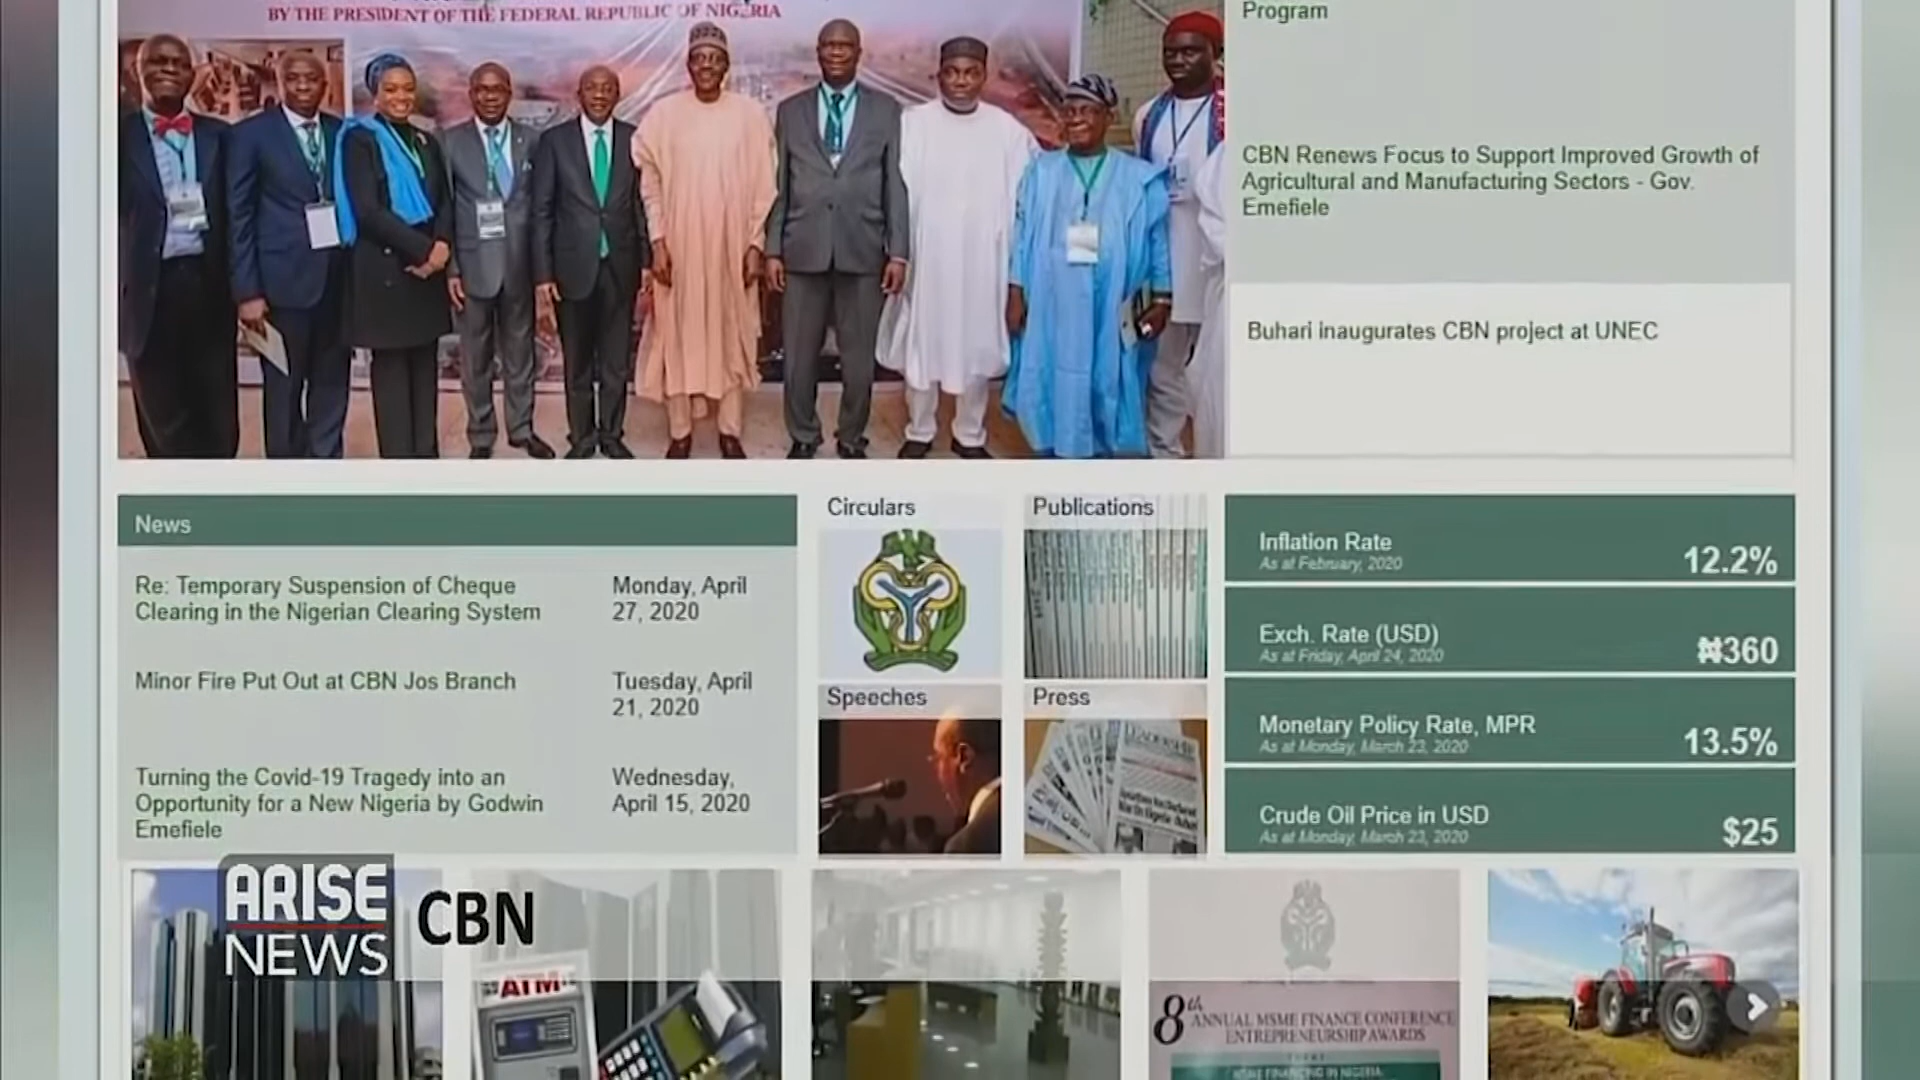 BY THE PRESIDENT OF THE FEDERAL REPUBLIC OF NIGERIA
Program
CBN Renews Focus to Support Improved Growth of
Agricultural and Manufacturing Sectors - Gov.
Emefiele
Buhari inaugurates CBN project at UNEC
News
Re: Temporary Suspension of Cheque
Clearing in the Nigerian Clearing System
Monday, April
27, 2020
Minor Fire Put Out at CBN Jos Branch
Tuesday, April
21, 2020
Turning the Covid-19 Tragedy into an
Opportunity for a New Nigeria by Godwin
Emefiele
Wednesday,
April 15, 2020
Circulars
Publications
Speeches
Press
LEADERSHIP
Inflation Rate
As at February, 2020
12.2%
Exch. Rate (USD)
As at Friday, April 24, 2020
₦360
Monetary Policy Rate, MPR
As at Monday, March 23, 2020
13.5%
Crude Oil Price in USD
As at Monday, March 23, 2020
$25
ARISE
NEWS
CBN
ATM
8th
ANNUAL MSME FINANCE CONFERENCE
ENTREPRENEURSHIP AWARDS
MSME FINANCING IN NIGERIA: